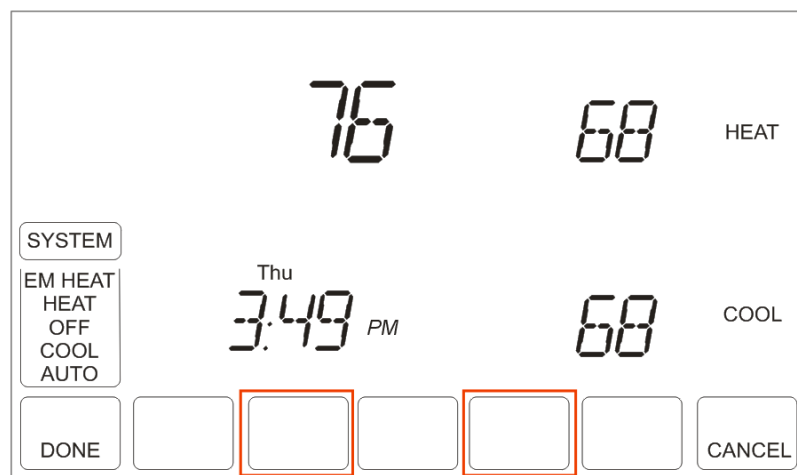 76
68 HEAT
SYSTEM
EM HEAT
HEAT
OFF
COOL
AUTO
Thu
3:49 PM
68 COOL
DONE
CANCEL